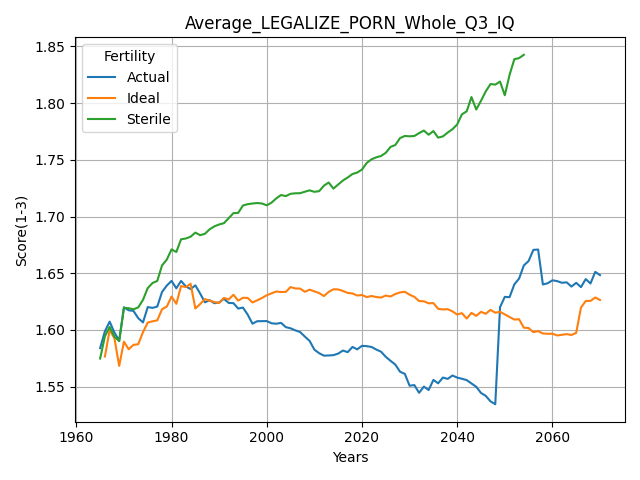 Average_LEGALIZE_PORN_Whole_Q3_IQ
1.85
1.80
1.75
1.70
1.65
1.60
1.55
Score(1-3)
Fertility
Actual
Ideal
Sterile
1960 1980 2000 2020 2040 2060
Years